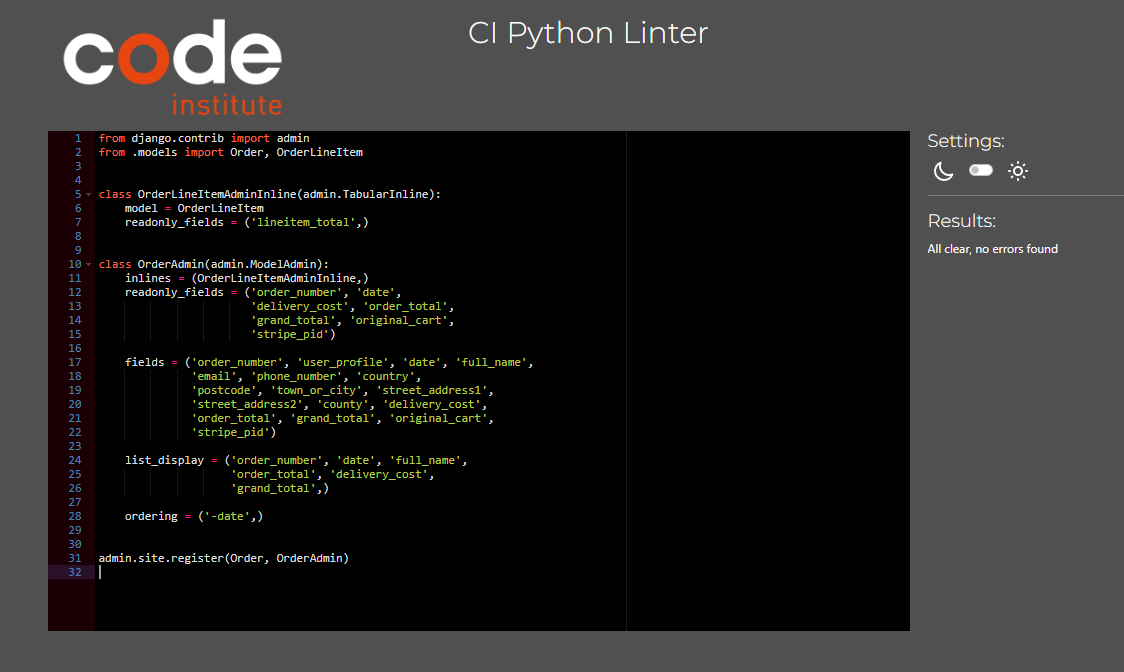 code
institute
CI Python Linter
1 from django.contrib import admin
2 from .models import Order, OrderLineItem
3
4
5 class OrderLineItemAdminInline(admin.TabularInline):
6     model = OrderLineItem
7     readonly_fields = ('lineitem_total',)
8
9
10 class OrderAdmin(admin.ModelAdmin):
11     inlines = (OrderLineItemAdminInline,)
12     readonly_fields = ('order_number', 'date',
13                        'delivery_cost', 'order_total',
14                        'grand_total', 'original_cart',
15                        'stripe_pid')
16
17     fields = ('order_number', 'user_profile', 'date', 'full_name',
18               'email', 'phone_number', 'country',
19               'postcode', 'town_or_city', 'street_address1',
20               'street_address2', 'county', 'delivery_cost',
21               'order_total', 'grand_total', 'original_cart',
22               'stripe_pid')
23
24     list_display = ('order_number', 'date', 'full_name',
25                     'order_total', 'delivery_cost',
26                     'grand_total',)
27
28     ordering = ('-date',)
29
30
31 admin.site.register(Order, OrderAdmin)
32
Settings:
Results:
All clear, no errors found